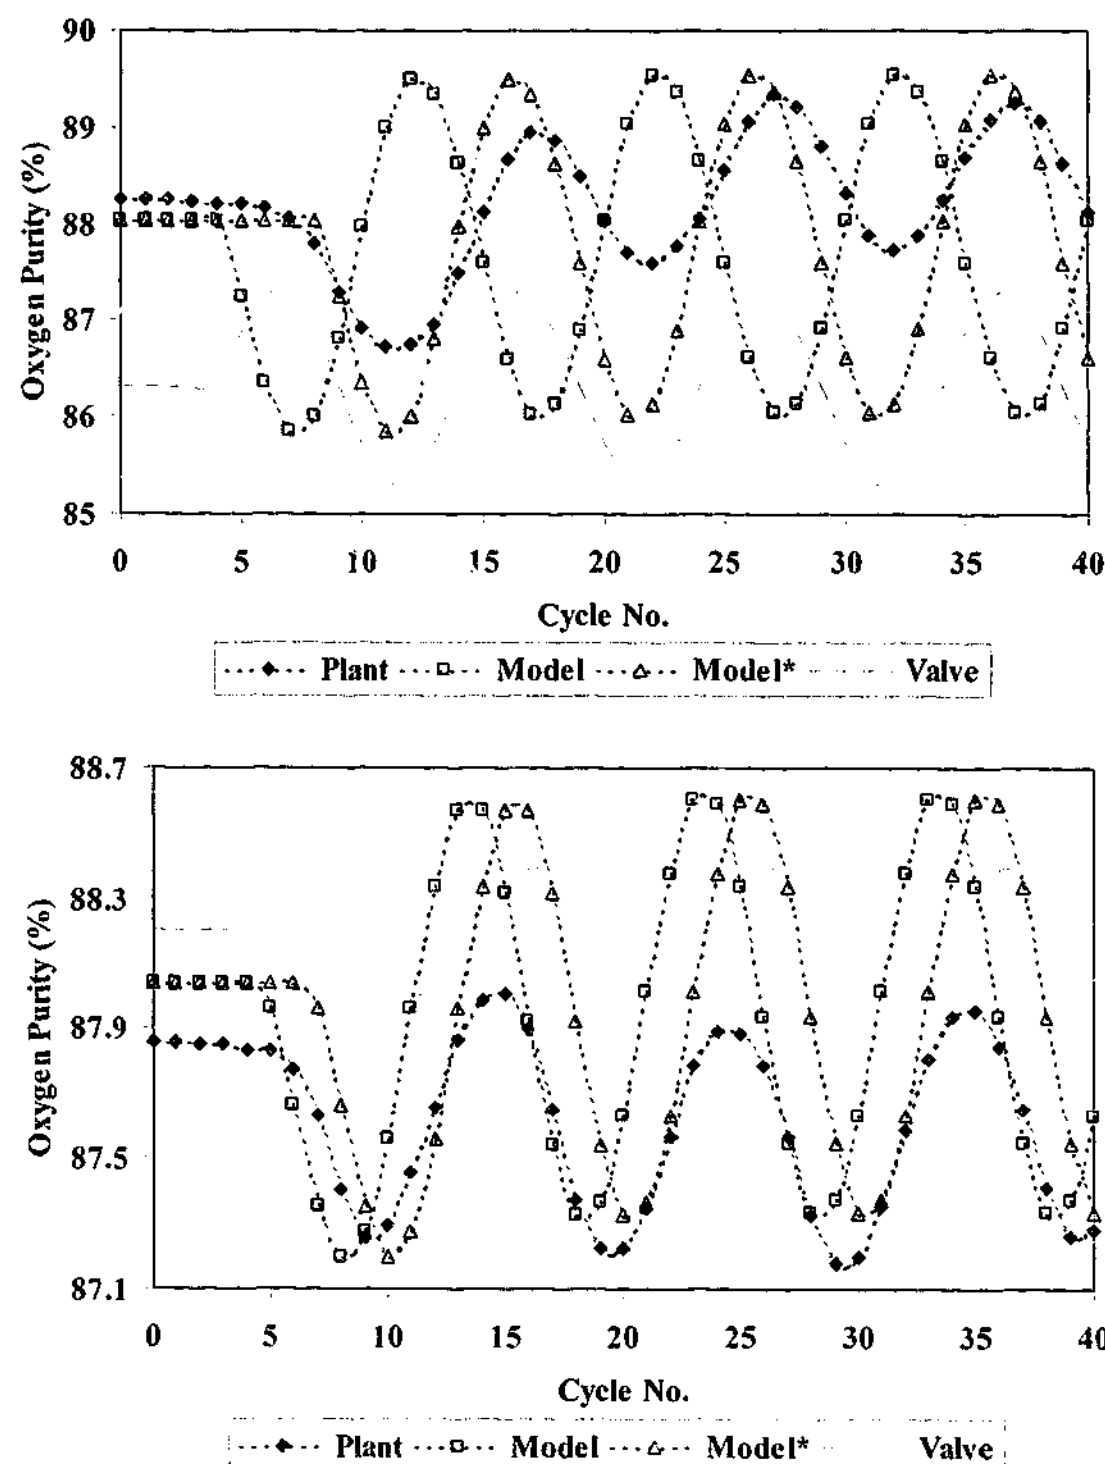 90
89
88
87
86
85
Oxygen Purity (%)
0 5 10 15 20 25 30 35 40
Cycle No.
Plant Model Model* Valve
88.7
88.3
87.9
87.5
87.1
Oxygen Purity (%)
0 5 10 15 20 25 30 35 40
Cycle No.
Plant Model Model* Valve